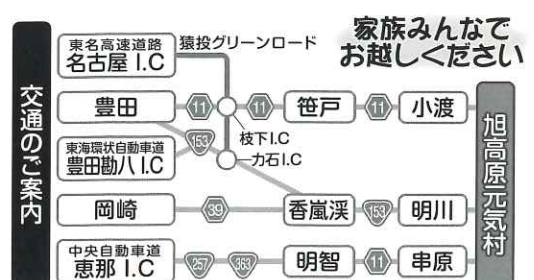 交通のご案内
家族みんなで
お越しください
東名高速道路
名古屋 I.C
猿投グリーンロード
豊田
11
11
笹戸
11
小渡
枝下I.C
153
力石I.C
東海環状自動車道
豊田勘八 I.C
岡崎
39
香嵐渓
153
明川
中央自動車道
恵那 I.C
257
363
明智
11
串原
旭高原元気村